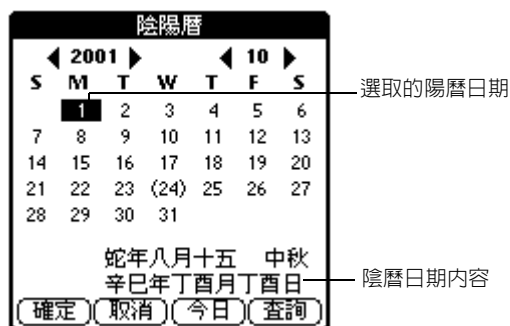 陰陽曆
2001 10
S M T W T F S
1 2 3 4 5 6
選取的陽曆日期
7 8 9 10 11 12 13
14 15 16 17 18 19 20
21 22 23 (24) 25 26 27
28 29 30 31
蛇年八月十五 中秋
辛巳年丁酉月丁酉日
陰曆日期內容
確定 取消 今日 查詢